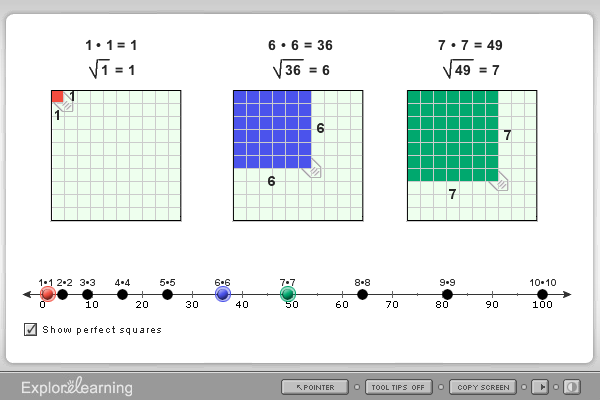 1 • 1 = 1
√1 = 1
6 • 6 = 36
√36 = 6
7 • 7 = 49
√49 = 7
1
1
6
6
7
7
1•1 2•2 3•3 4•4 5•5 6•6 7•7 8•8 9•9 10•10
0 10 20 30 40 50 60 70 80 90 100
Show perfect squares
ExploreLearning
POINTER
TOOL TIPS OFF
COPY SCREEN